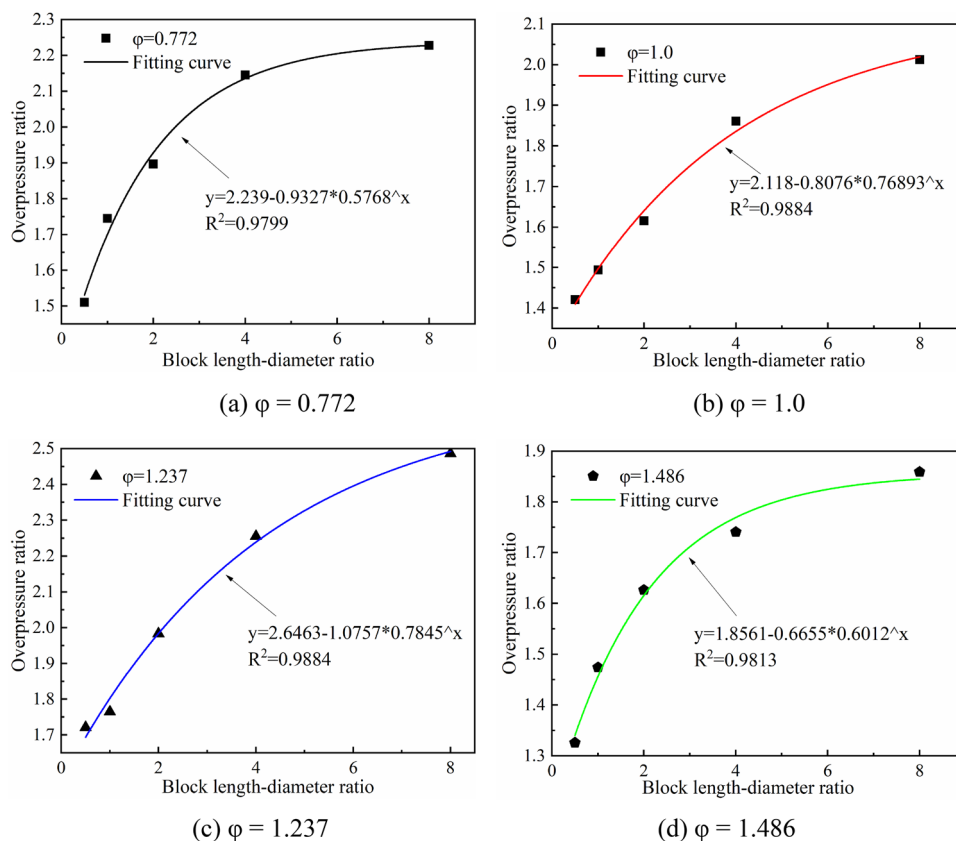 2.3
2.2
2.1
2.0
1.9
1.8
1.7
1.6
1.5
Overpressure ratio
φ=0.772
Fitting curve
y=2.239-0.9327*0.5768^x
R²=0.9799
0 2 4 6 8
Block length-diameter ratio
(a) φ = 0.772
2.1
2.0
1.9
1.8
1.7
1.6
1.5
1.4
Overpressure ratio
φ=1.0
Fitting curve
y=2.118-0.8076*0.76893^x
R²=0.9884
0 2 4 6 8
Block length-diameter ratio
(b) φ = 1.0
2.5
2.4
2.3
2.2
2.1
2.0
1.9
1.8
1.7
Overpressure ratio
φ=1.237
Fitting curve
y=2.6463-1.0757*0.7845^x
R²=0.9884
0 2 4 6 8
Block length-diameter ratio
(c) φ = 1.237
1.9
1.8
1.7
1.6
1.5
1.4
1.3
Overpressure ratio
φ=1.486
Fitting curve
y=1.8561-0.6655*0.6012^x
R²=0.9813
0 2 4 6 8
Block length-diameter ratio
(d) φ = 1.486